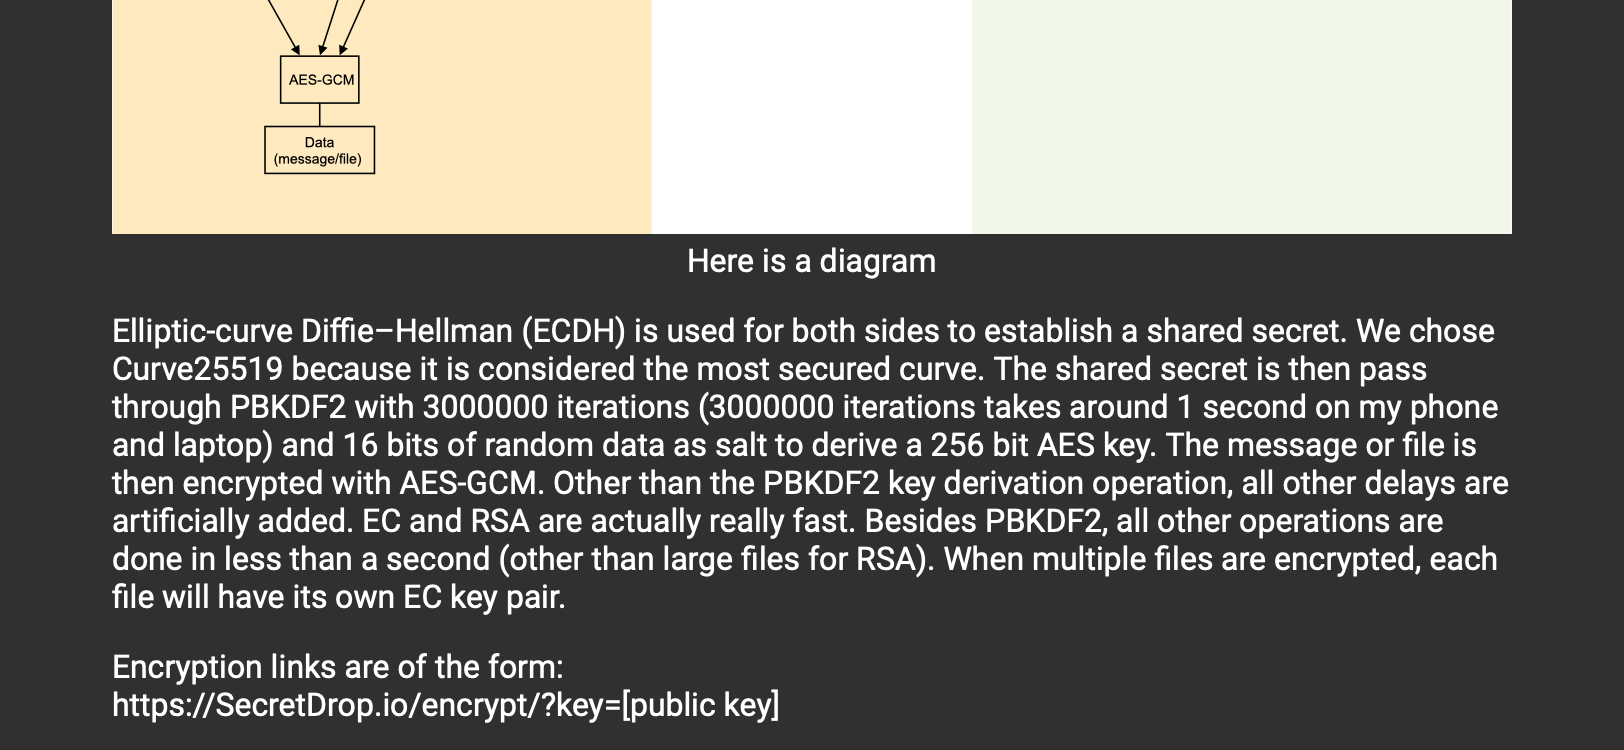 AES-GCM
Data
(message/file)
Here is a diagram
Elliptic-curve Diffie–Hellman (ECDH) is used for both sides to establish a shared secret. We chose
Curve25519 because it is considered the most secured curve. The shared secret is then pass
through PBKDF2 with 3000000 iterations (3000000 iterations takes around 1 second on my phone
and laptop) and 16 bits of random data as salt to derive a 256 bit AES key. The message or file is
then encrypted with AES-GCM. Other than the PBKDF2 key derivation operation, all other delays are
artificially added. EC and RSA are actually really fast. Besides PBKDF2, all other operations are
done in less than a second (other than large files for RSA). When multiple files are encrypted, each
file will have its own EC key pair.
Encryption links are of the form:
https://SecretDrop.io/encrypt/?key=[public key]